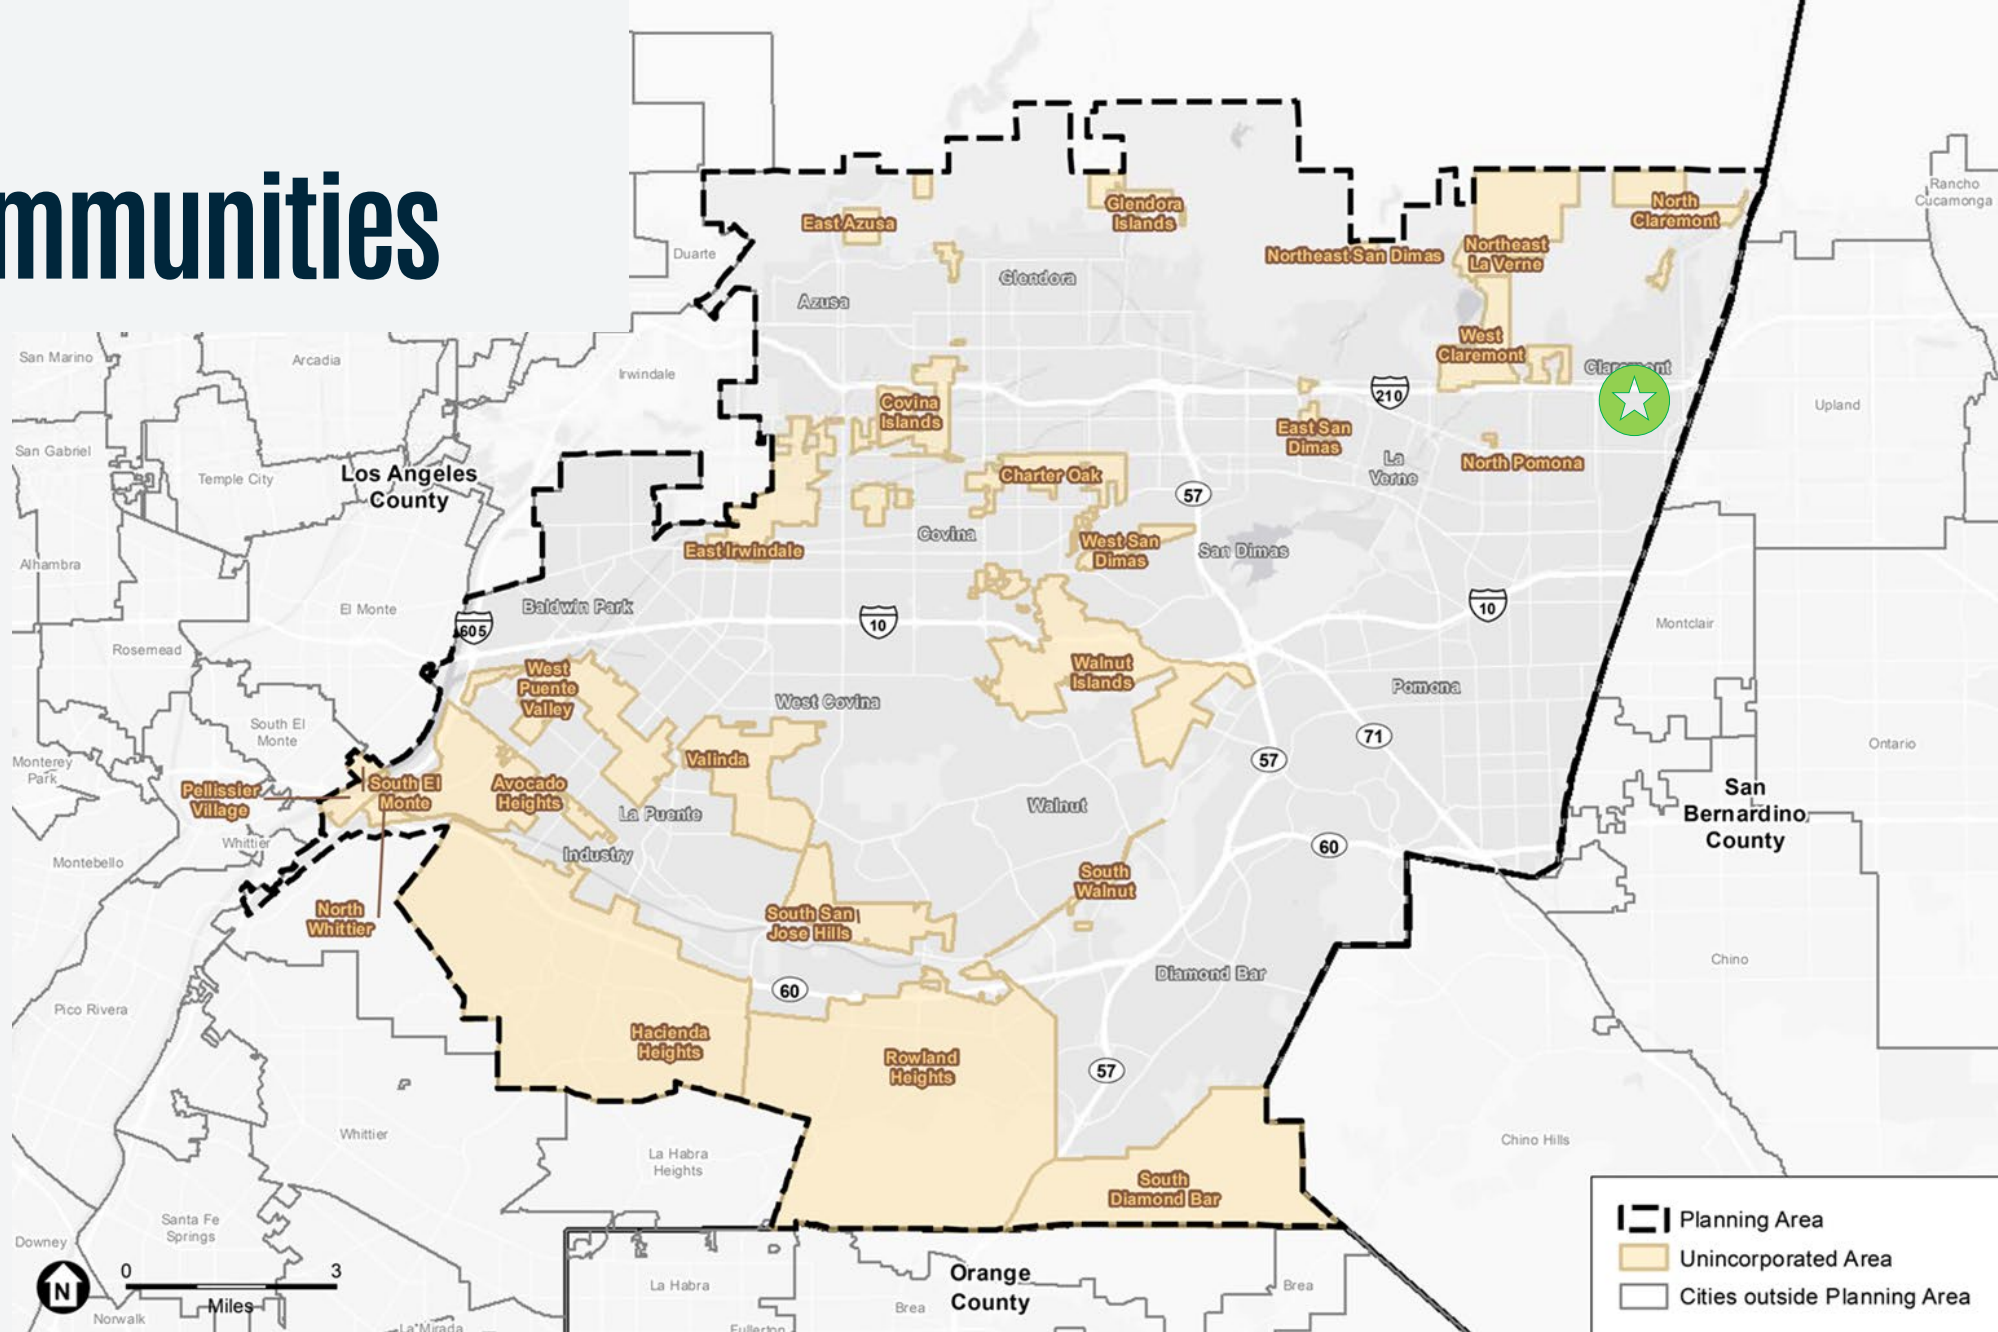 mmunities
Duarte
East Azusa
Glendora
Islands
North
Claremont
Rancho
Cucamonga
Northeast San Dimas
Northeast
La Verne
Azusa
Glendora
San Marino
Arcadia
Irwindale
West
Claremont
210
Upland
San Gabriel
Temple City
Los Angeles
County
Covina
Islands
East San
Dimas
La
Verne
North Pomona
Charter Oak
57
Alhambra
East Irwindale
Covina
West San
Dimas
San Dimas
El Monte
Baldwin Park
605
10
10
Montclair
Rosemead
West
Puente
Valley
West Covina
Walnut
Islands
Pomona
South El
Monte
Monterey
Park
Pellissier
Village
South El
Monte
Avocado
Heights
Valinda
La Puente
57
71
Ontario
Walnut
San
Bernardino
County
Whittier
Montebello
Industry
60
North
Whittier
South San
Jose Hills
South
Walnut
Diamond Bar
Chino
60
Pico Rivera
Hacienda
Heights
Rowland
Heights
57
Whittier
La Habra
Heights
Chino Hills
South
Diamond Bar
Santa Fe
Springs
Downey
0 3
Miles
N
Norwalk
La Mirada
La Habra
Orange
County
Brea
Brea
Fullerton
Planning Area
Unincorporated Area
Cities outside Planning Area